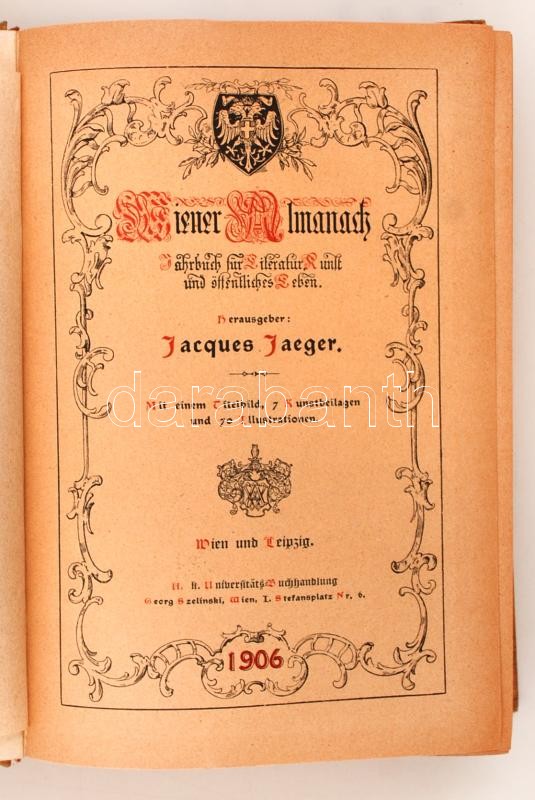 Wiener Almanach
Jahrbuch für Literatur, Kunst
und öffentliches Leben.
Herausgeber:
Jacques Jaeger.
darabanth
Mit einem Titelbild, 7 Kunstbeilagen
und 70 Illustrationen.
Wien und Leipzig.
K. k. Universitäts-Buchhandlung
Georg Szelinski, Wien, I. Stefansplatz Nr. 6.
1906